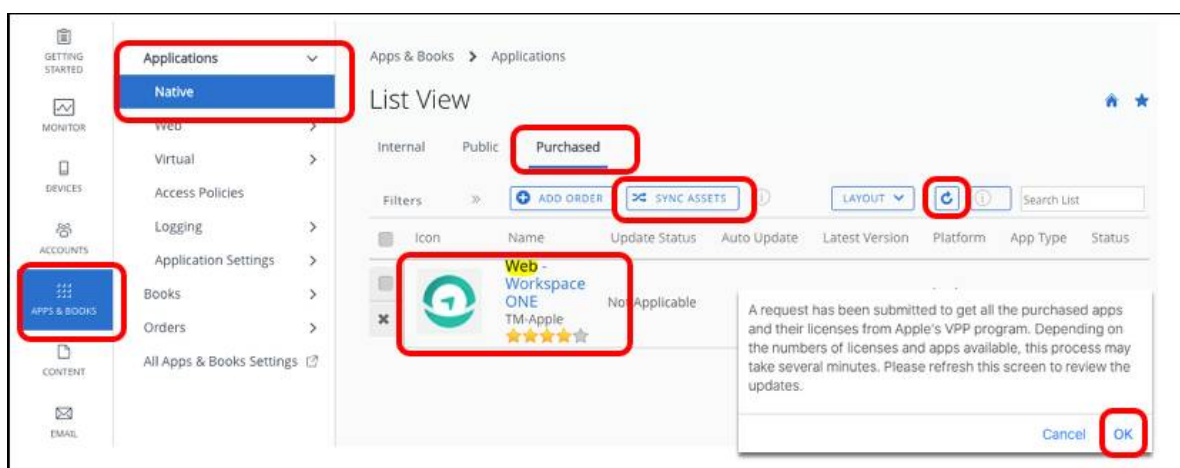 GETTING
STARTED
MONITOR
DEVICES
ACCOUNTS
APPS & BOOKS
CONTENT
EMAIL
Applications
Native
Web
Virtual
Access Policies
Logging
Application Settings
Books
Orders
All Apps & Books Settings
Apps & Books > Applications
List View
Internal Public Purchased
Filters » ADD ORDER SYNC ASSETS LAYOUT Search List
Icon Name Update Status Auto Update Latest Version Platform App Type Status
Web -
Workspace
ONE
TM-Apple
Not Applicable
A request has been submitted to get all the purchased apps
and their licenses from Apple's VPP program. Depending on
the numbers of licenses and apps available, this process may
take several minutes. Please refresh this screen to review the
updates.
Cancel OK